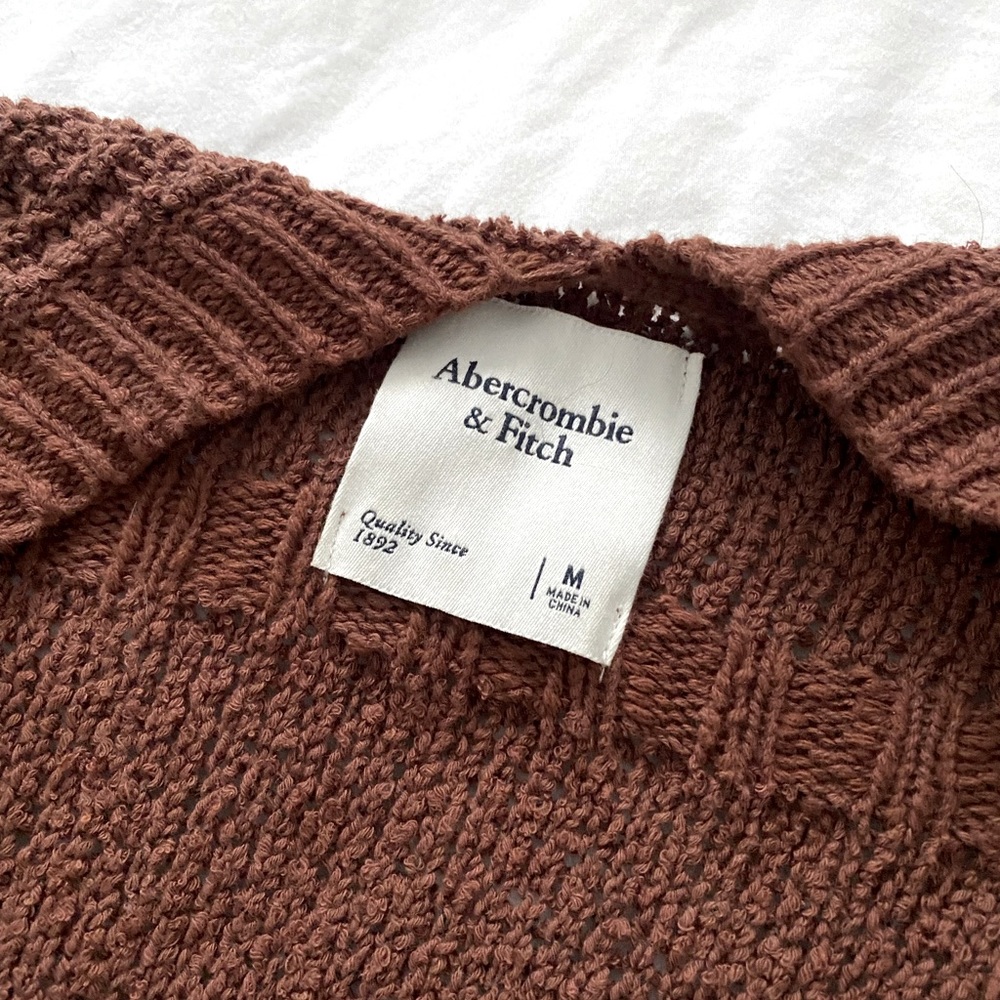 Abercrombie
& Fitch
Quality Since
1892
M
MADE IN
CHINA